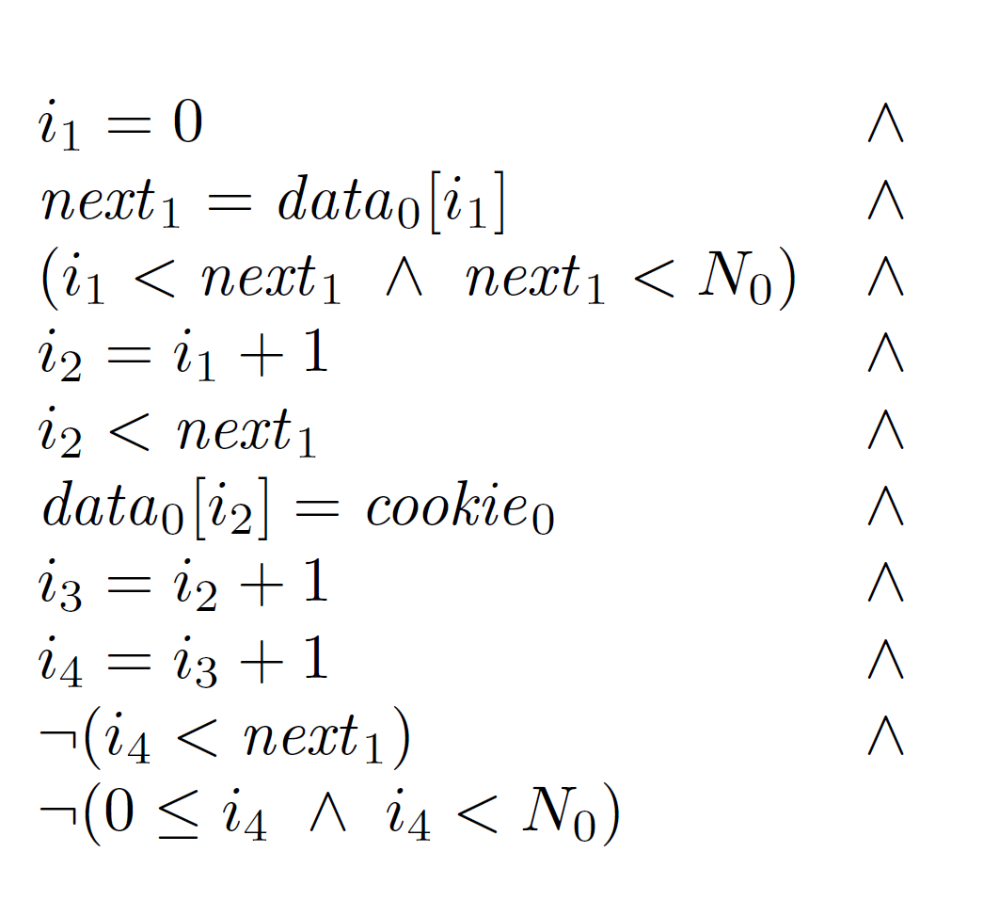 i₁ = 0 ∧
next₁ = data₀[i₁] ∧
(i₁ < next₁ ∧ next₁ < N₀) ∧
i₂ = i₁ + 1 ∧
i₂ < next₁ ∧
data₀[i₂] = cookie₀ ∧
i₃ = i₂ + 1 ∧
i₄ = i₃ + 1 ∧
¬(i₄ < next₁) ∧
¬(0 ≤ i₄ ∧ i₄ < N₀)